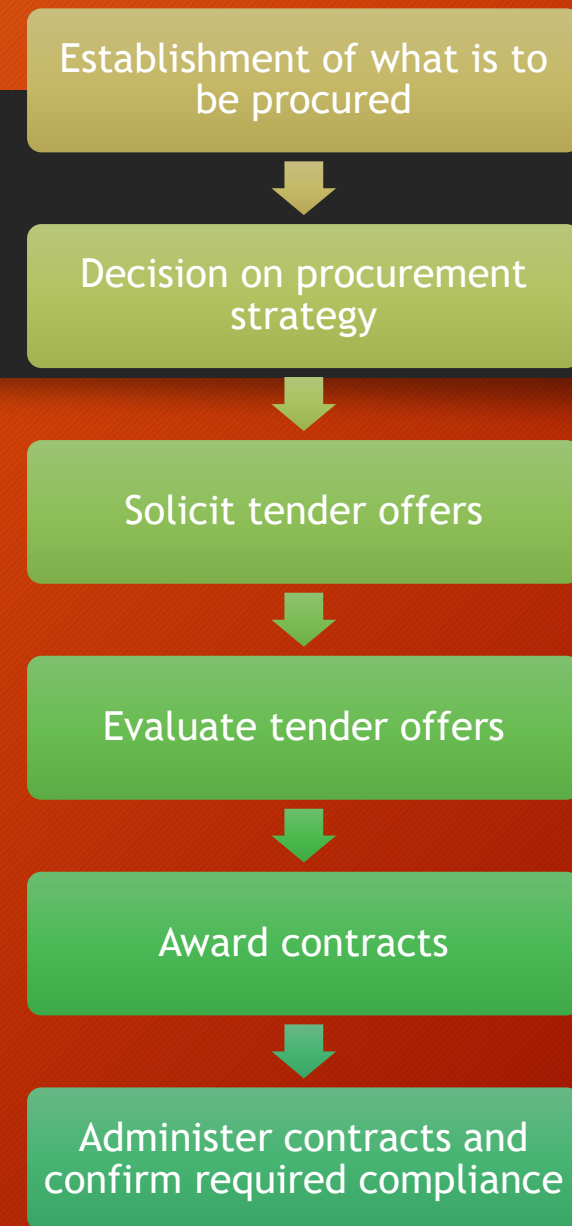 Establishment of what is to
be procured
Decision on procurement
strategy
Solicit tender offers
Evaluate tender offers
Award contracts
Administer contracts and
confirm required compliance